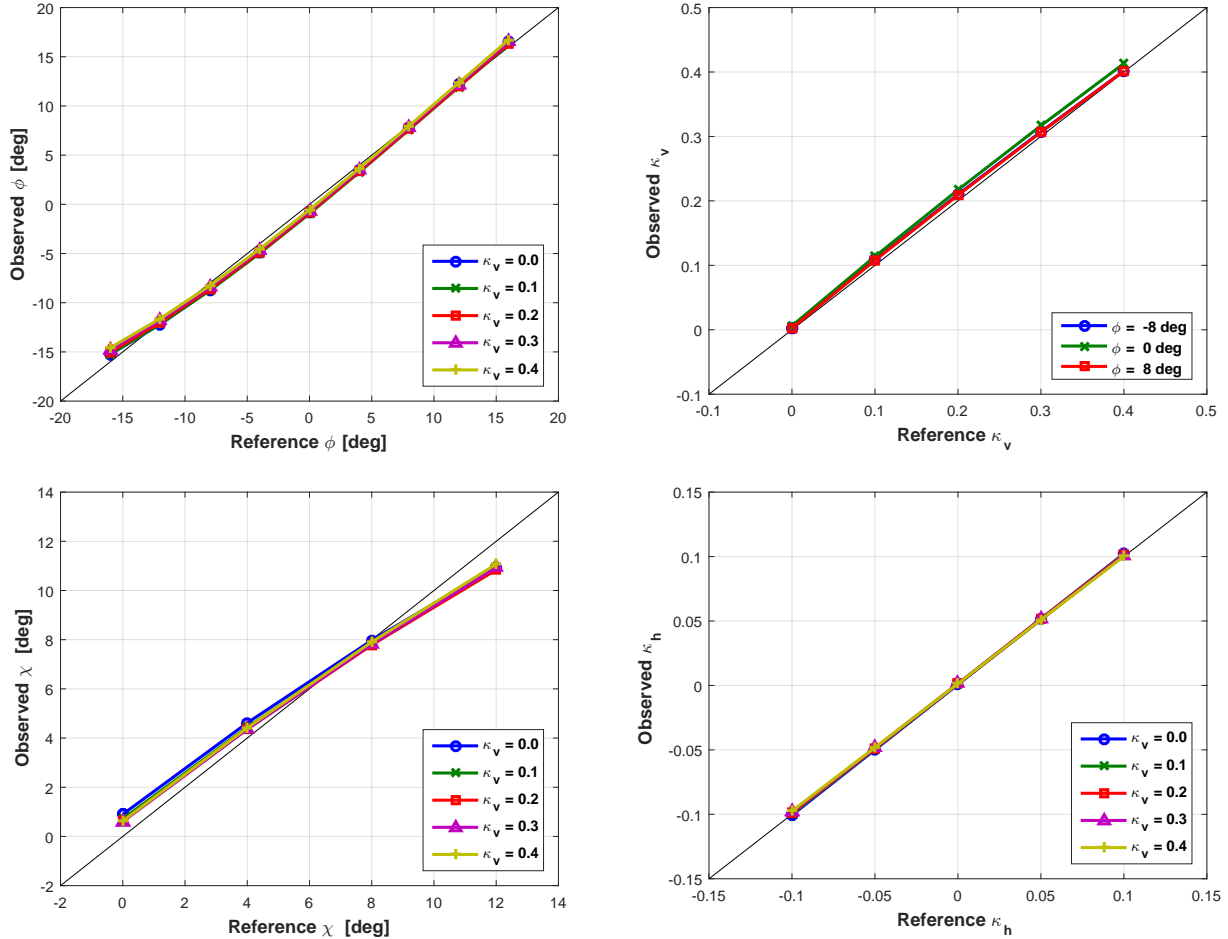 20
15
10
5
0
-5
-10
-15
-20
-20 -15 -10 -5 0 5 10 15 20
Observed ϕ [deg]
Reference ϕ [deg]
κv = 0.0
κv = 0.1
κv = 0.2
κv = 0.3
κv = 0.4
0.5
0.4
0.3
0.2
0.1
0
-0.1
-0.1 0 0.1 0.2 0.3 0.4 0.5
Observed κv
Reference κv
ϕ = -8 deg
ϕ = 0 deg
ϕ = 8 deg
14
12
10
8
6
4
2
0
-2
-2 0 2 4 6 8 10 12 14
Observed χ [deg]
Reference χ [deg]
κv = 0.0
κv = 0.1
κv = 0.2
κv = 0.3
κv = 0.4
0.15
0.1
0.05
0
-0.05
-0.1
-0.15
-0.15 -0.1 -0.05 0 0.05 0.1 0.15
Observed κh
Reference κh
κv = 0.0
κv = 0.1
κv = 0.2
κv = 0.3
κv = 0.4